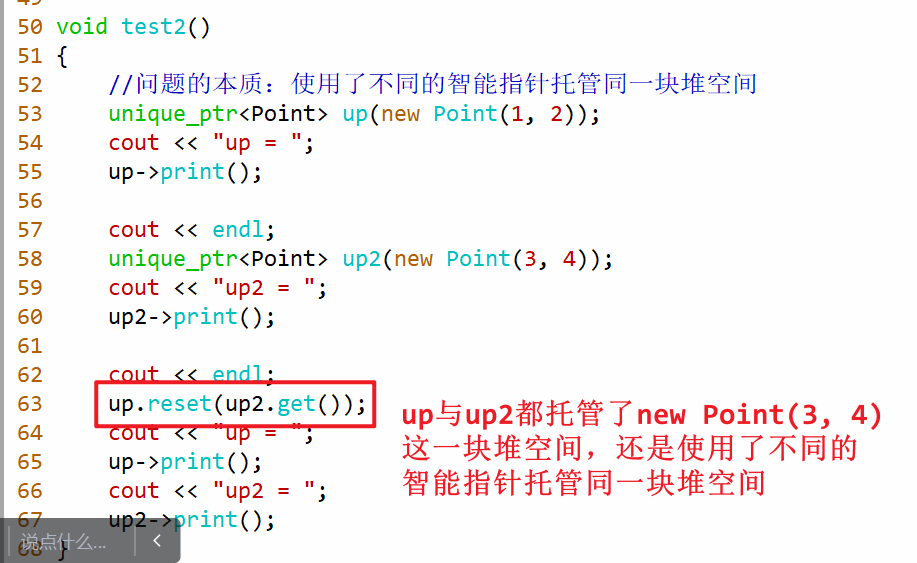 49
50 void test2()
51 {
52     //问题的本质：使用了不同的智能指针托管同一块堆空间
53     unique_ptr<Point> up(new Point(1, 2));
54     cout << "up = ";
55     up->print();
56
57     cout << endl;
58     unique_ptr<Point> up2(new Point(3, 4));
59     cout << "up2 = ";
60     up2->print();
61
62     cout << endl;
63     up.reset(up2.get());
64     cout << "up = ";
65     up->print();
66     cout << "up2 = ";
67     up2->print();
68 }
up与up2都托管了new Point(3, 4)
这一块堆空间，还是使用了不同的
智能指针托管同一块堆空间
说点什么...